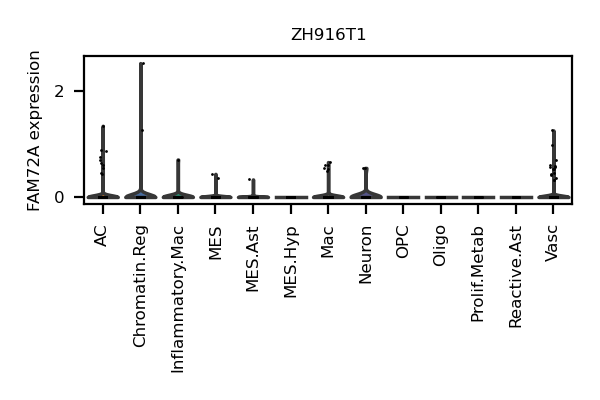 ZH916T1
FAM72A expression
2
0
AC
Chromatin.Reg
Inflammatory.Mac
MES
MES.Ast
MES.Hyp
Mac
Neuron
OPC
Oligo
Prolif.Metab
Reactive.Ast
Vasc